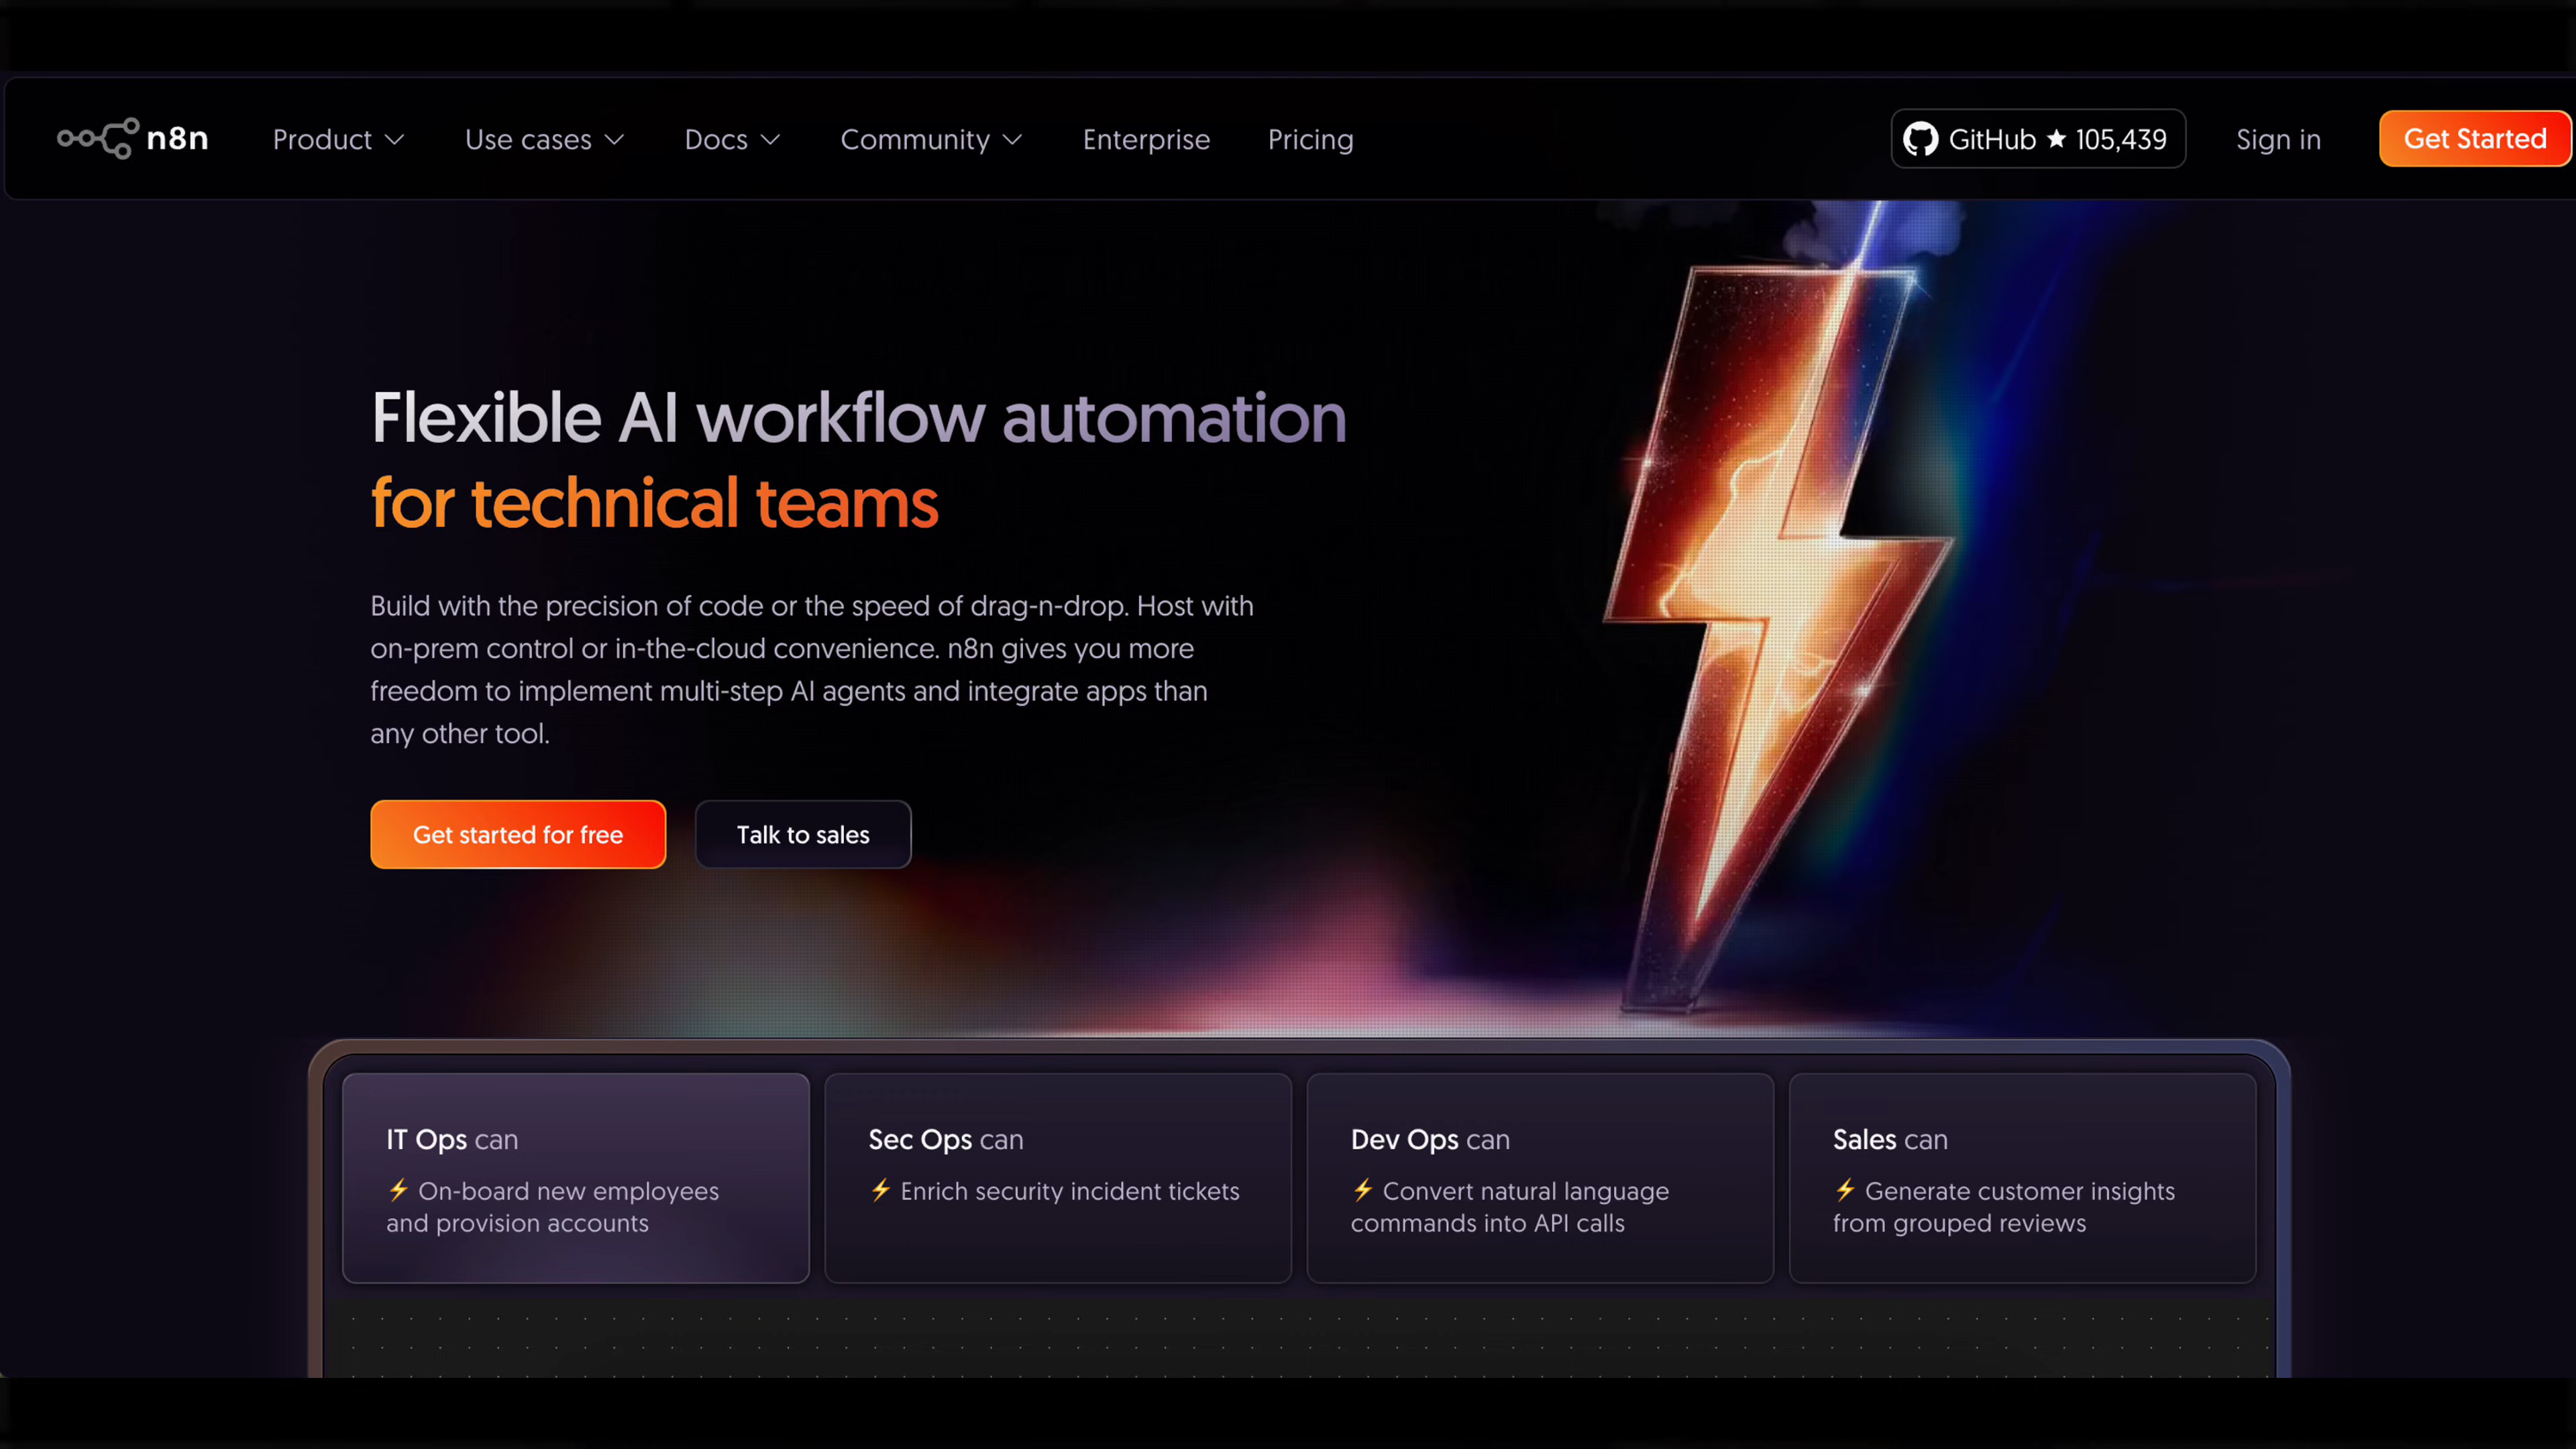 n8n
Product
Use cases
Docs
Community
Enterprise
Pricing
GitHub ★ 105,439
Sign in
Get Started
Flexible AI workflow automation
for technical teams
Build with the precision of code or the speed of drag-n-drop. Host with
on-prem control or in-the-cloud convenience. n8n gives you more
freedom to implement multi-step AI agents and integrate apps than
any other tool.
Get started for free
Talk to sales
IT Ops can
⚡ On-board new employees
and provision accounts
Sec Ops can
⚡ Enrich security incident tickets
Dev Ops can
⚡ Convert natural language
commands into API calls
Sales can
⚡ Generate customer insights
from grouped reviews